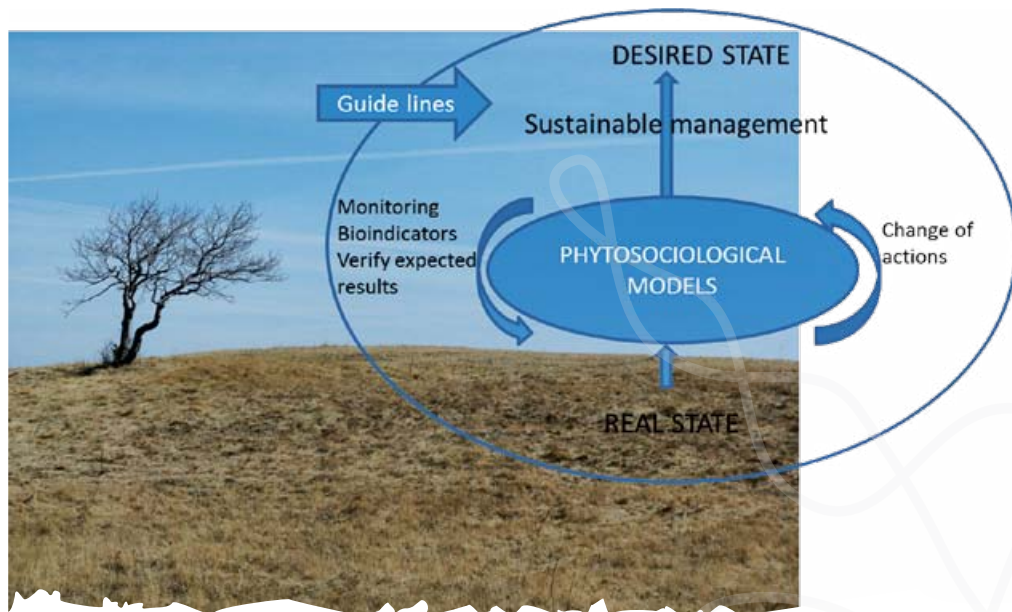 DESIRED STATE
Guide lines
Sustainable management
Monitoring
Bioindicators
Verify expected
results
PHYTOSOCIOLOGICAL
MODELS
Change of
actions
REAL STATE